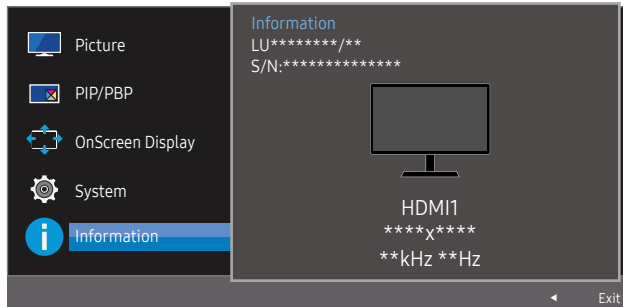 Picture
PIP/PBP
OnScreen Display
System
Information
Information
LU********/**
S/N:**************
HDMI1
****x****
**kHz **Hz
Exit